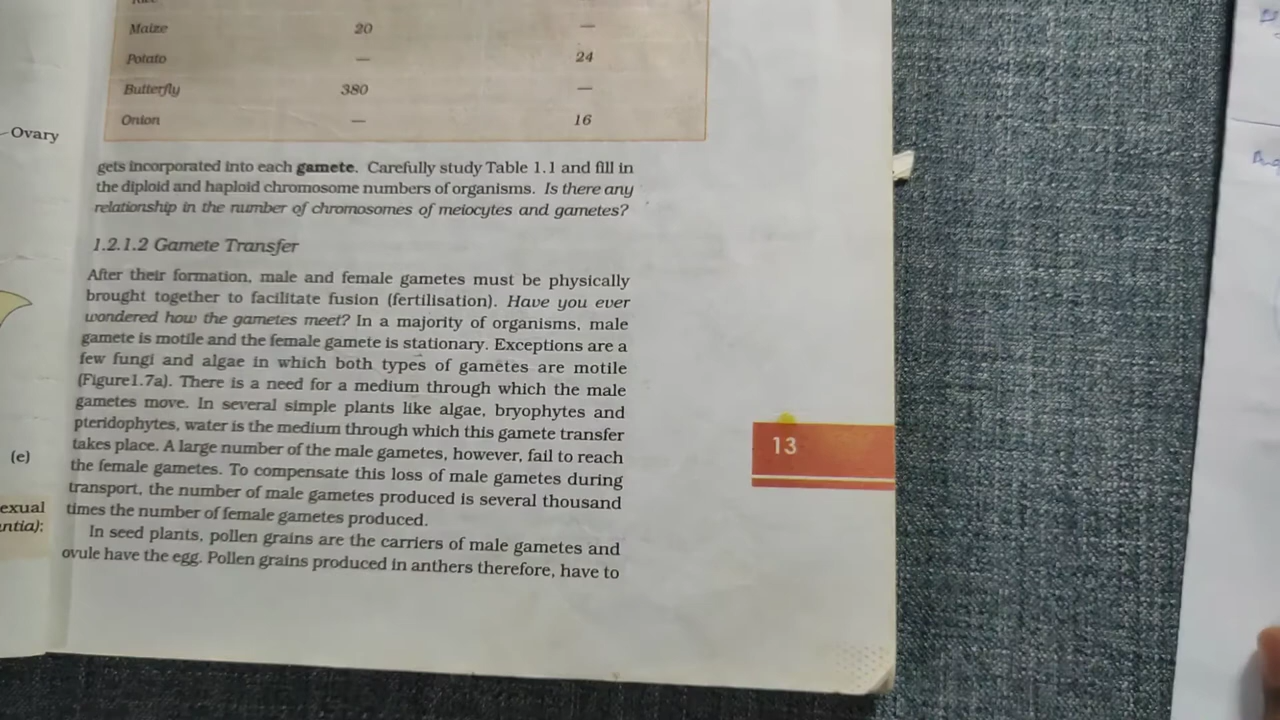 Maize 20 —
Potato — 24
Butterfly 380 —
Onion — 16
Ovary
gets incorporated into each gamete. Carefully study Table 1.1 and fill in
the diploid and haploid chromosome numbers of organisms. Is there any
relationship in the number of chromosomes of meiocytes and gametes?
1.2.1.2 Gamete Transfer
After their formation, male and female gametes must be physically
brought together to facilitate fusion (fertilisation). Have you ever
wondered how the gametes meet? In a majority of organisms, male
gamete is motile and the female gamete is stationary. Exceptions are a
few fungi and algae in which both types of gametes are motile
(Figure1.7a). There is a need for a medium through which the male
gametes move. In several simple plants like algae, bryophytes and
pteridophytes, water is the medium through which this gamete transfer
takes place. A large number of the male gametes, however, fail to reach
the female gametes. To compensate this loss of male gametes during
transport, the number of male gametes produced is several thousand
times the number of female gametes produced.
In seed plants, pollen grains are the carriers of male gametes and
ovule have the egg. Pollen grains produced in anthers therefore, have to
(e)
exual
ntia):
13